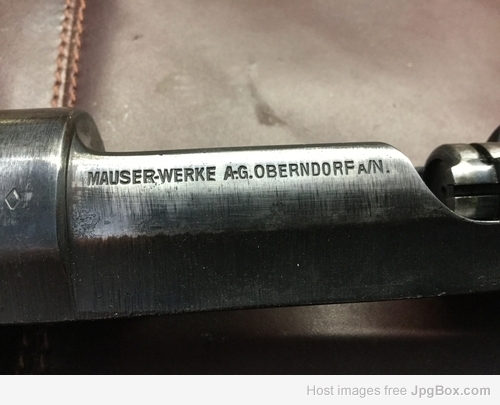 MAUSER-WERKE A.-G. OBERNDORF A/N.
Host images free JpgBox.com